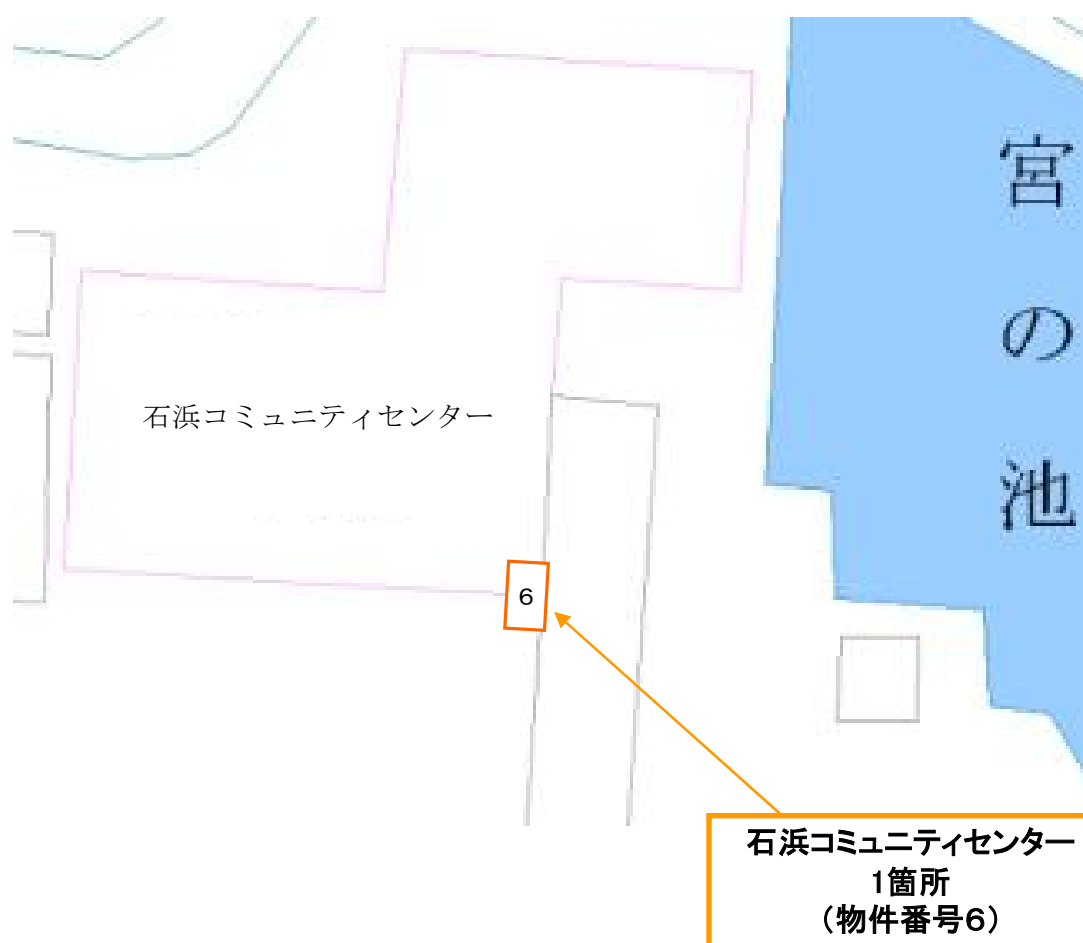 宮の池
石浜コミュニティセンター
６
石浜コミュニティセンター
1箇所
（物件番号６）